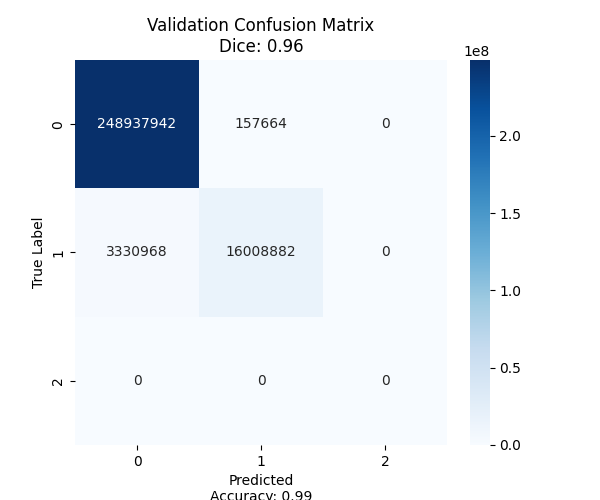 Validation Confusion Matrix
Dice: 0.96
1e8
0 248937942 157664 0
2.0
1.5
True Label
1 3330968 16008882 0
1.0
0.5
2 0 0 0
0.0
0 1 2
Predicted
Accuracy: 0.99